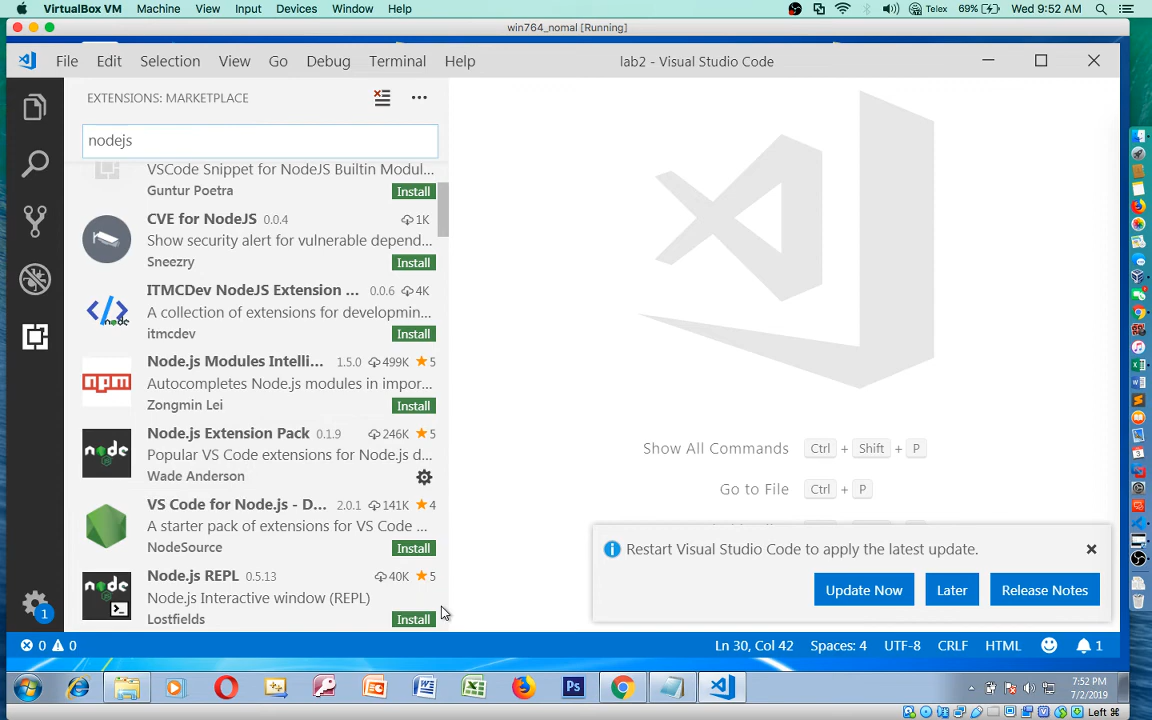 VirtualBox VM Machine View Input Devices Window Help Telex 69% Wed 9:52 AM
win764_nomal [Running]
File Edit Selection View Go Debug Terminal Help lab2 - Visual Studio Code
EXTENSIONS: MARKETPLACE
nodejs
VSCode Snippet for NodeJS Builtin Modul...
Guntur Poetra Install
CVE for NodeJS 0.0.4 1K
Show security alert for vulnerable depend...
Sneezry Install
ITMCDev NodeJS Extension ... 0.0.6 4K
A collection of extensions for developmin...
itmcdev Install
Node.js Modules Intelli... 1.5.0 499K 5
Autocompletes Node.js modules in impor...
Zongmin Lei Install
Node.js Extension Pack 0.1.9 246K 5
Popular VS Code extensions for Node.js d...
Wade Anderson
VS Code for Node.js - D... 2.0.1 141K 4
A starter pack of extensions for VS Code ...
NodeSource Install
Node.js REPL 0.5.13 40K 5
Node.js Interactive window (REPL)
Lostfields Install
npm
node
node
node
Show All Commands Ctrl + Shift + P
Go to File Ctrl + P
Restart Visual Studio Code to apply the latest update.
Update Now Later Release Notes
1
0 0 Ln 30, Col 42 Spaces: 4 UTF-8 CRLF HTML 1
Ps
7:52 PM
7/2/2019
Left ⌘